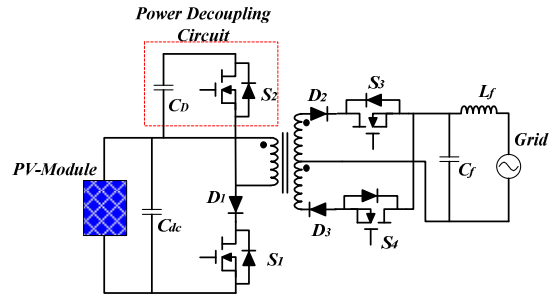 Power Decoupling
Circuit
S2
CD
D2
S3
Lf
Grid
PV-Module
D1
Cf
Cdc
D3
S4
S1